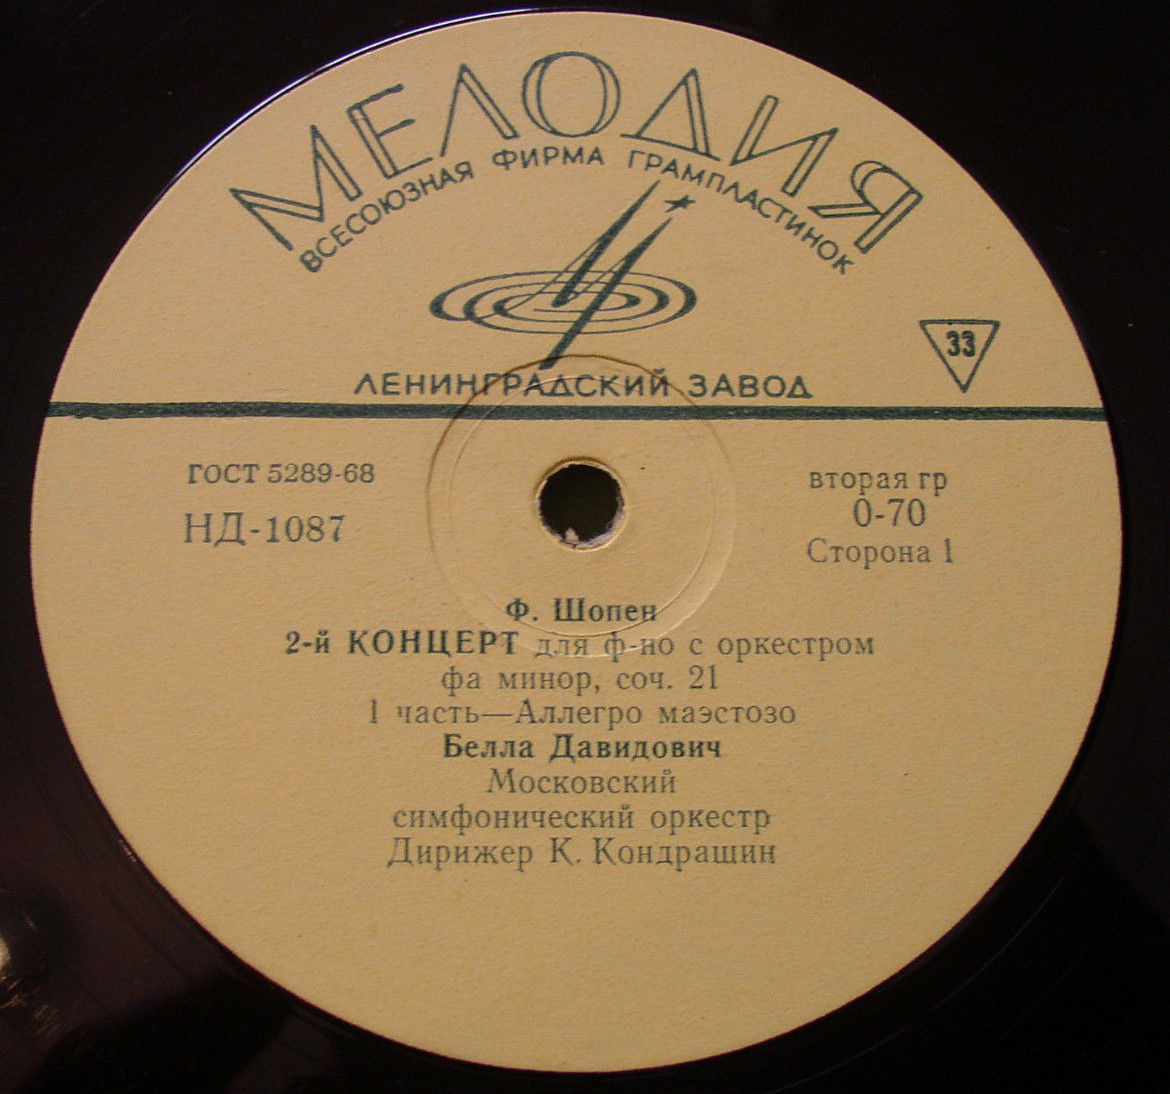 МЕЛОДИЯ
ВСЕСОЮЗНАЯ ФИРМА ГРАМПЛАСТИНОК
33
ЛЕНИНГРАДСКИЙ ЗАВОД
ГОСТ 5289-68
НД-1087
вторая гр
0-70
Сторона 1
Ф. Шопен
2-й КОНЦЕРТ для ф-но с оркестром
фа минор, соч. 21
1 часть—Аллегро маэстозо
Белла Давидович
Московский
симфонический оркестр
Дирижер К. Кондрашин